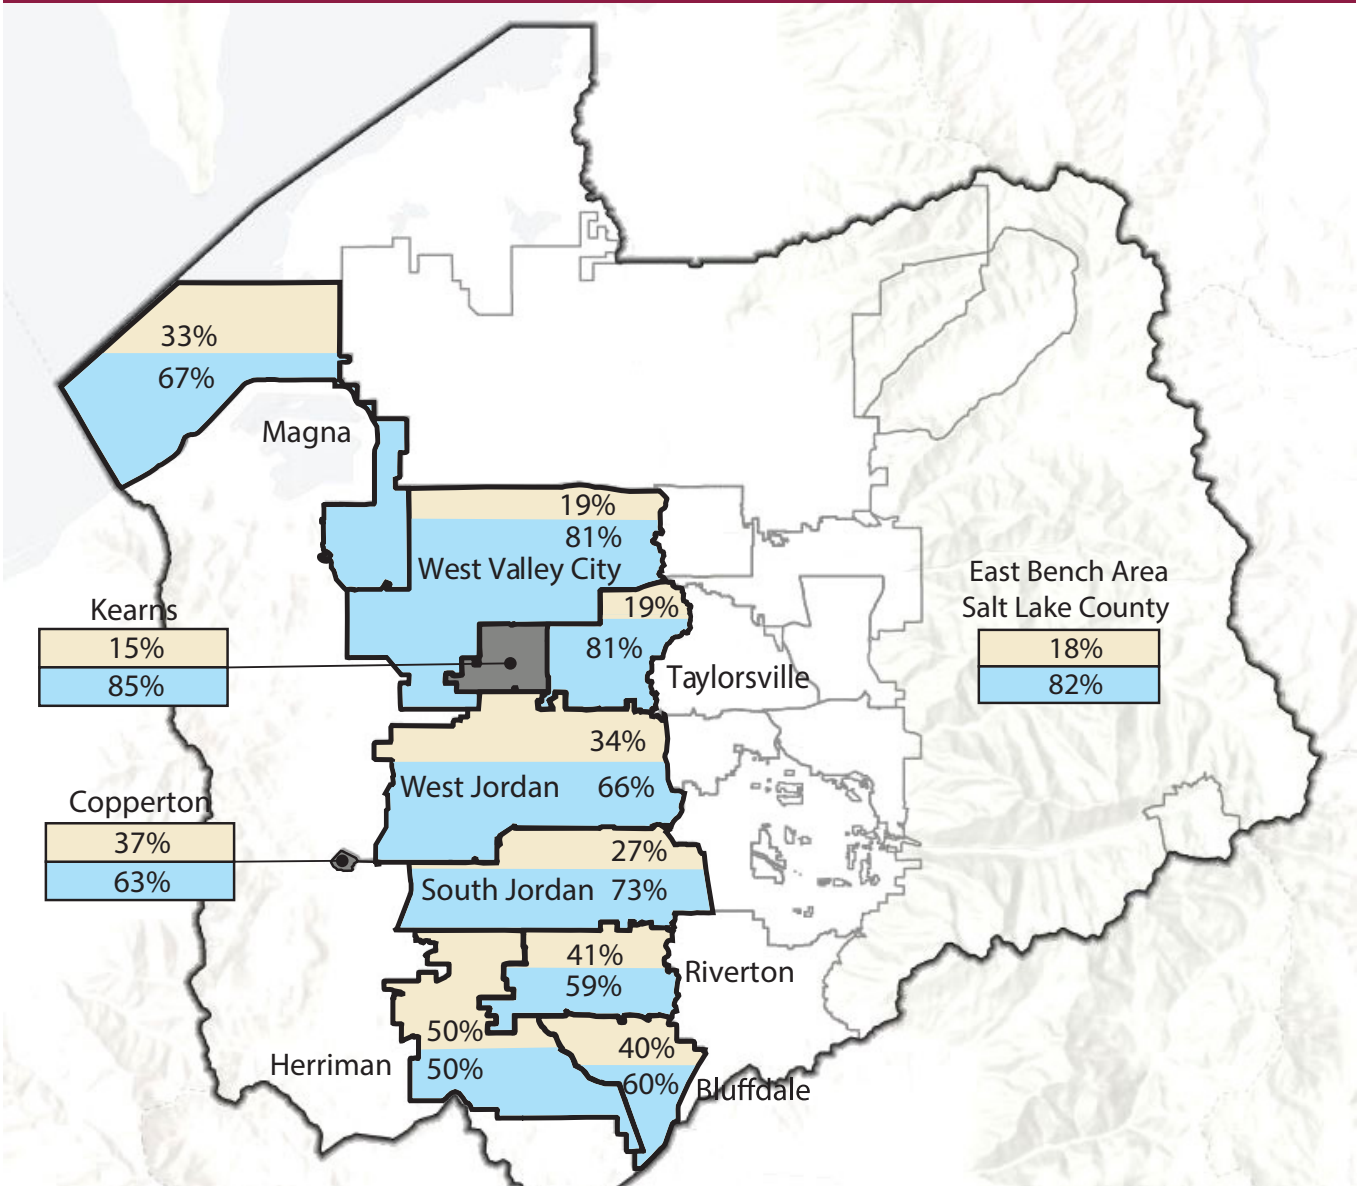 33%
67%
Magna
19%
81%
West Valley City
Kearns
15%
85%
19%
81%
Taylorsville
East Bench Area
Salt Lake County
18%
82%
34%
West Jordan 66%
Copperton
37%
63%
27%
South Jordan 73%
41%
59%
Riverton
50%
Herriman
50%
40%
60%
Bluffdale